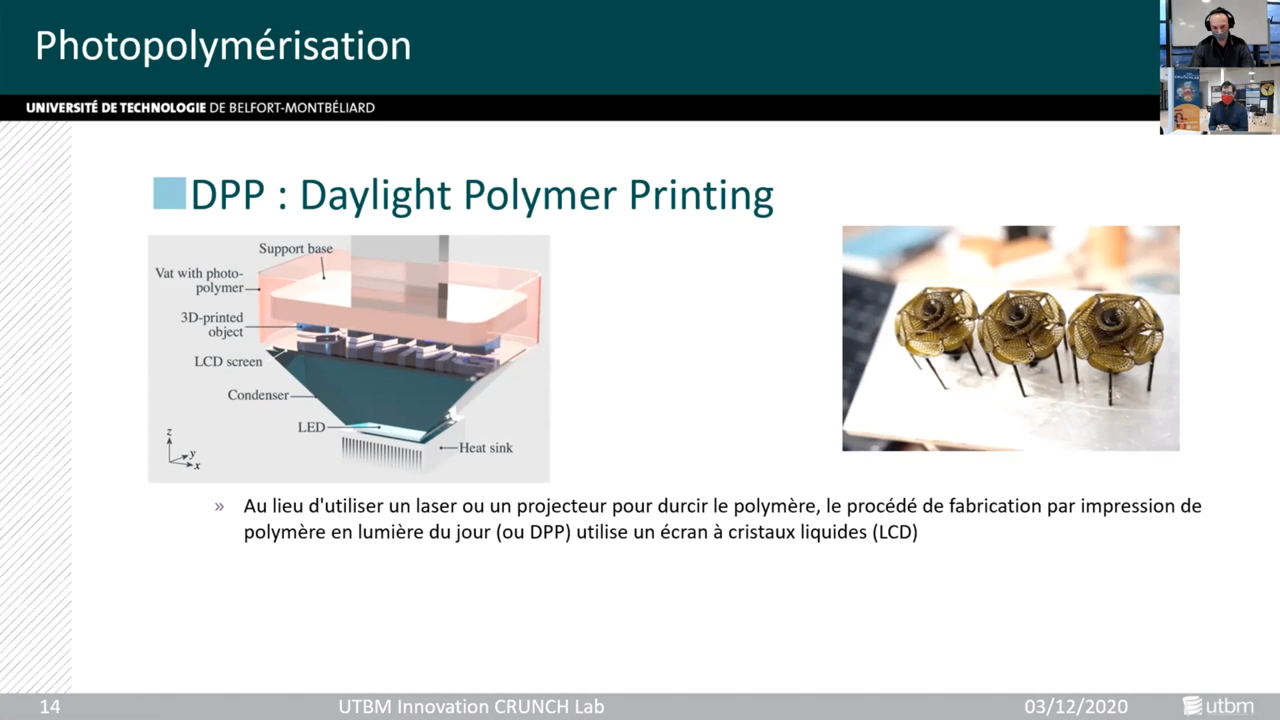 Photopolymérisation
UNIVERSITÉ DE TECHNOLOGIE DE BELFORT-MONTBÉLIARD
DPP : Daylight Polymer Printing
Support base
Vat with photo-
polymer
3D-printed
object
LCD screen
Condenser
LED
Heat sink
z
y
x
» Au lieu d'utiliser un laser ou un projecteur pour durcir le polymère, le procédé de fabrication par impression de
polymère en lumière du jour (ou DPP) utilise un écran à cristaux liquides (LCD)
14
UTBM Innovation CRUNCH Lab
03/12/2020
utbm